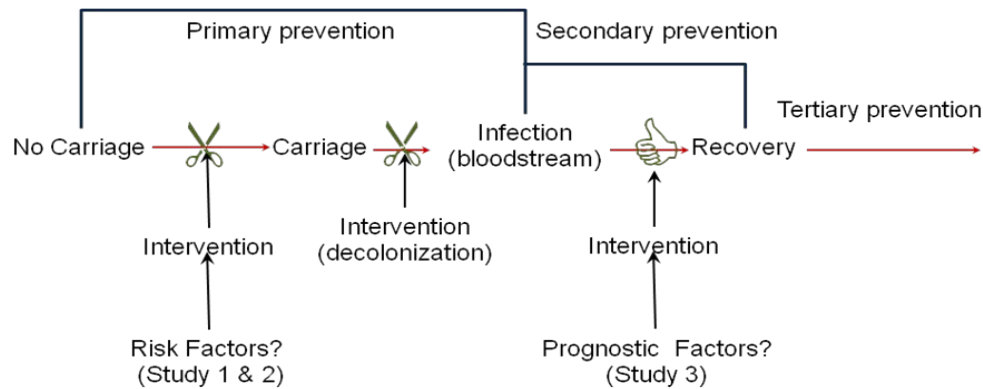 Primary prevention
Secondary prevention
Tertiary prevention
No Carriage
Carriage
Infection
(bloodstream)
Recovery
Intervention
Intervention
(decolonization)
Intervention
Risk Factors?
(Study 1 & 2)
Prognostic Factors?
(Study 3)